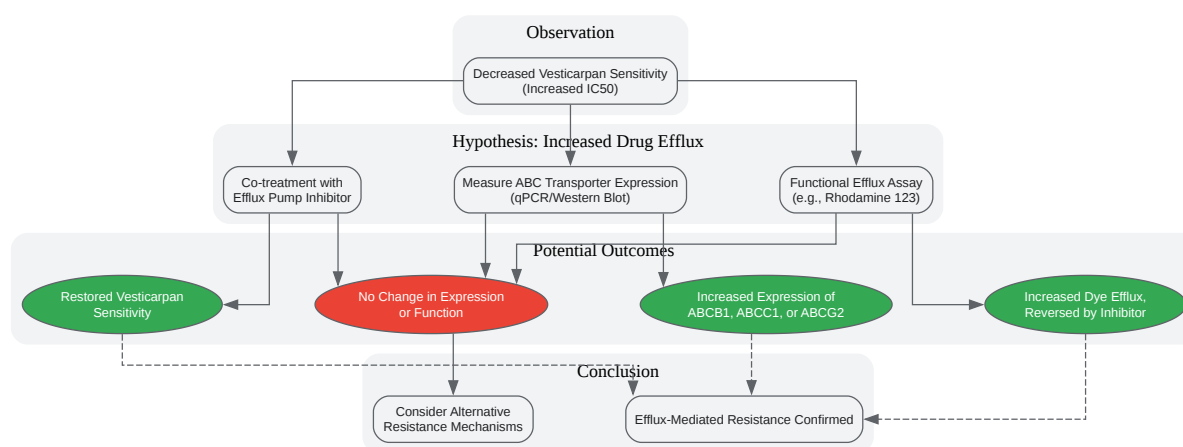 Observation
Decreased Vesticarpan Sensitivity
(Increased IC50)
Hypothesis: Increased Drug Efflux
Co-treatment with
Efflux Pump Inhibitor
Measure ABC Transporter Expression
(qPCR/Western Blot)
Functional Efflux Assay
(e.g., Rhodamine 123)
Potential Outcomes
Restored Vesticarpan
Sensitivity
No Change in Expression
or Function
Increased Expression of
ABCB1, ABCC1, or ABCG2
Increased Dye Efflux,
Reversed by Inhibitor
Conclusion
Consider Alternative
Resistance Mechanisms
Efflux-Mediated Resistance Confirmed